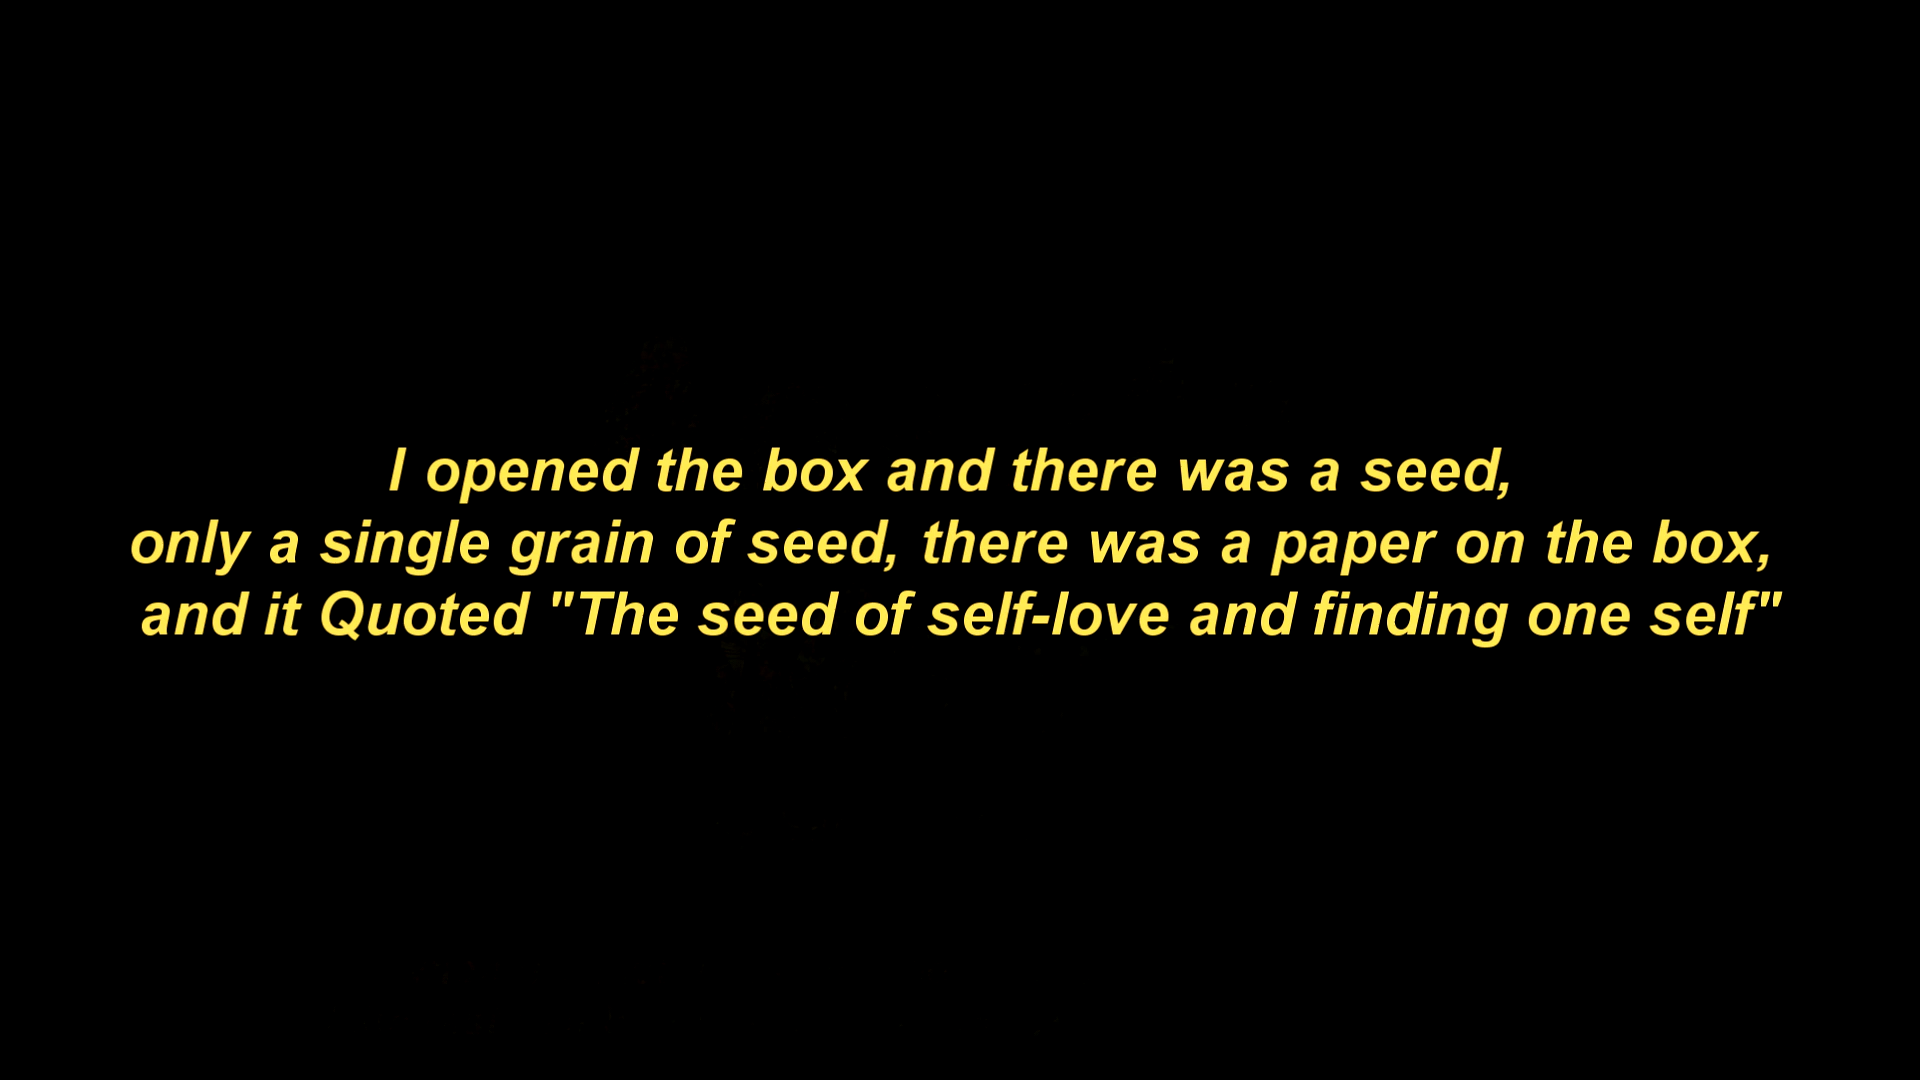 I opened the box and there was a seed,
only a single grain of seed, there was a paper on the box,
and it Quoted "The seed of self-love and finding one self"